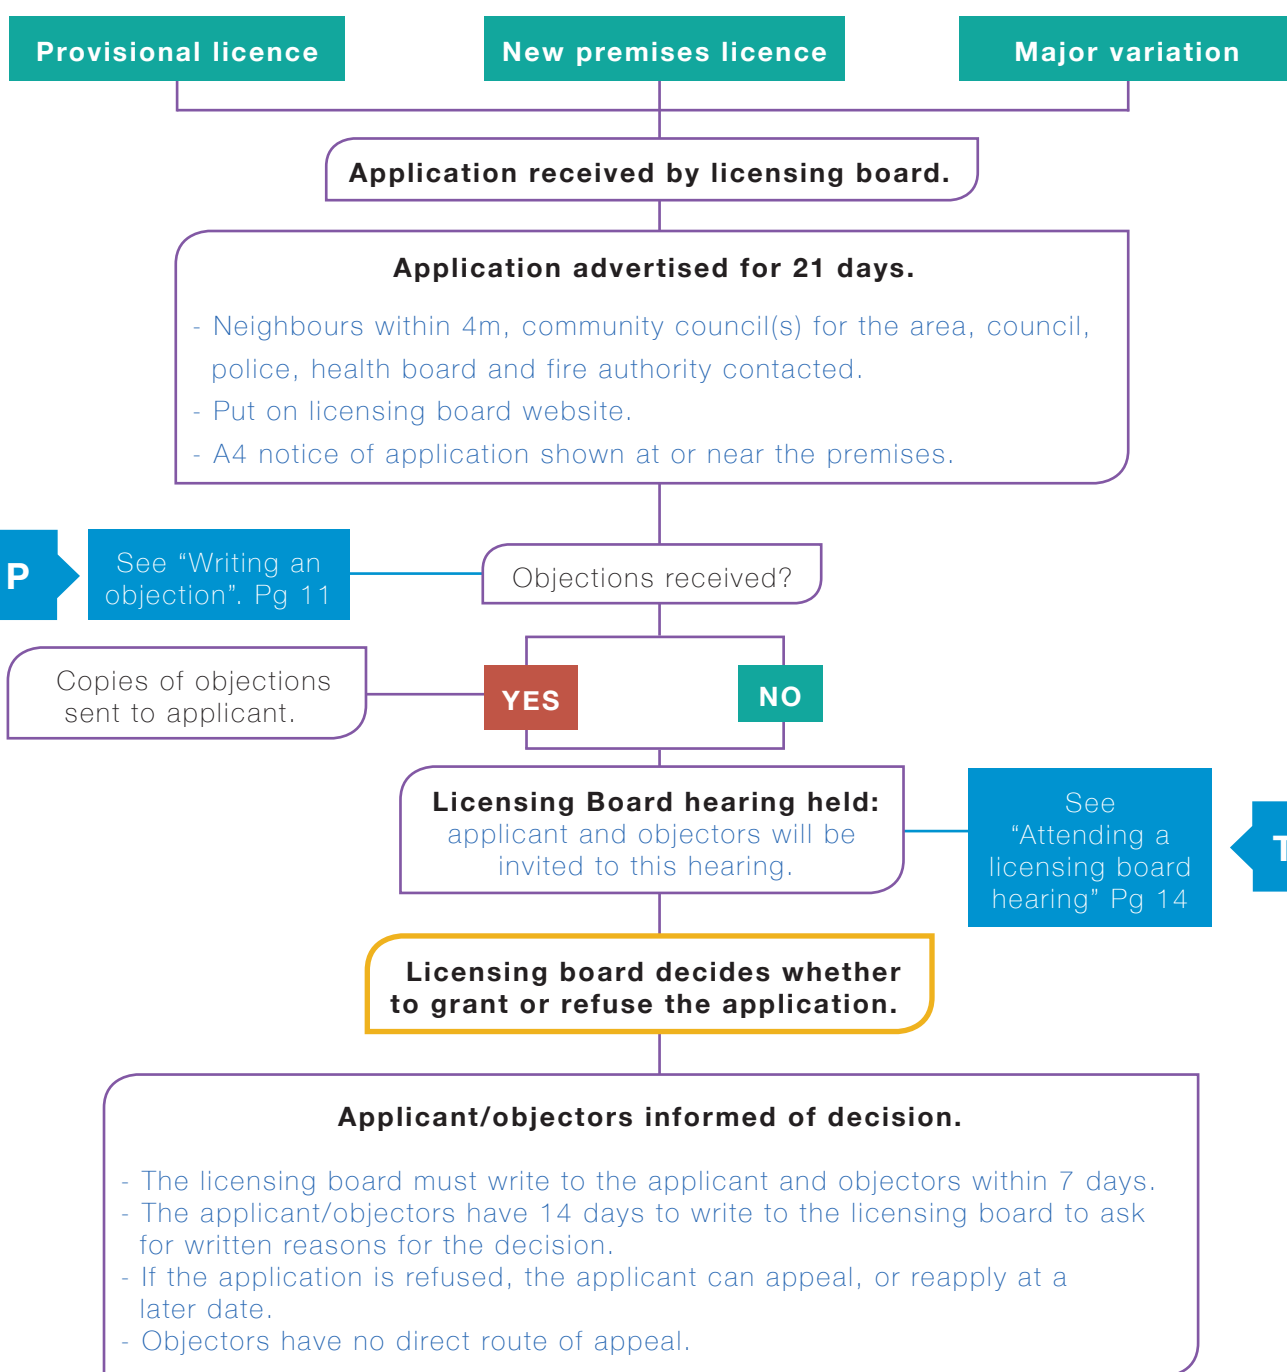 Provisional licence
New premises licence
Major variation
Application received by licensing board.
Application advertised for 21 days.
- Neighbours within 4m, community council(s) for the area, council,
police, health board and fire authority contacted.
- Put on licensing board website.
- A4 notice of application shown at or near the premises.
P
See “Writing an
objection”. Pg 11
Objections received?
Copies of objections
sent to applicant.
YES
NO
Licensing Board hearing held:
applicant and objectors will be
invited to this hearing.
See
“Attending a
licensing board
hearing” Pg 14
T
Licensing board decides whether
to grant or refuse the application.
Applicant/objectors informed of decision.
- The licensing board must write to the applicant and objectors within 7 days.
- The applicant/objectors have 14 days to write to the licensing board to ask
for written reasons for the decision.
- If the application is refused, the applicant can appeal, or reapply at a
later date.
- Objectors have no direct route of appeal.